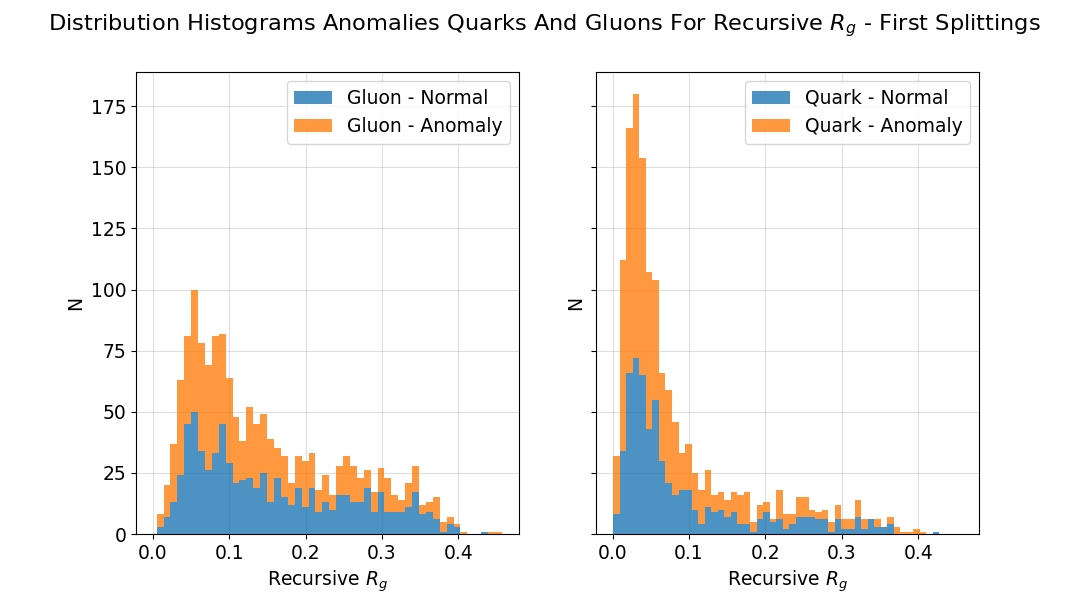 Distribution Histograms Anomalies Quarks And Gluons For Recursive $R_g$ - First Splittings
Gluon - Normal
Gluon - Anomaly
175
150
125
100
75
50
25
0
N
0.0 0.1 0.2 0.3 0.4
Recursive $R_g$
Quark - Normal
Quark - Anomaly
N
0.0 0.1 0.2 0.3 0.4
Recursive $R_g$